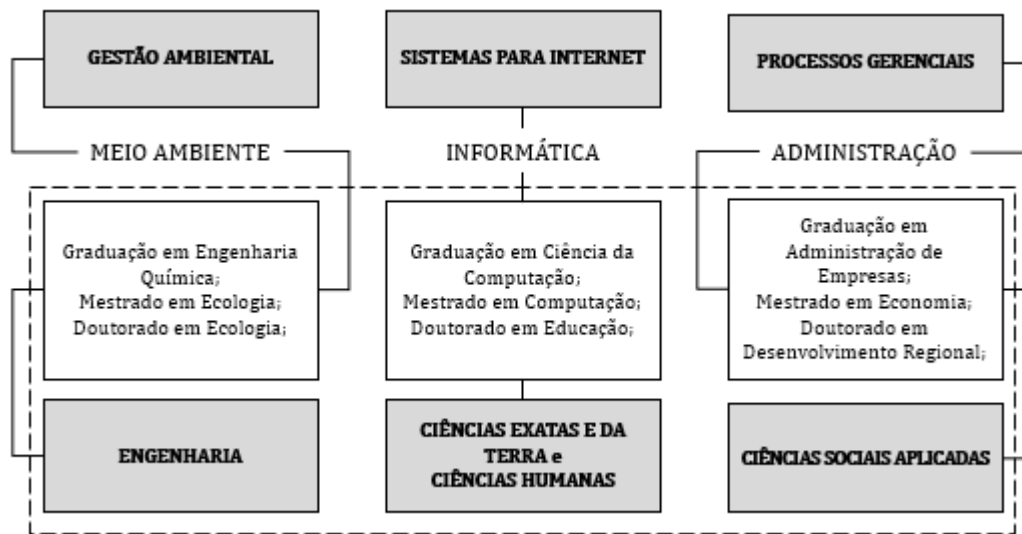 GESTÃO AMBIENTAL
SISTEMAS PARA INTERNET
PROCESSOS GERENCIAIS
MEIO AMBIENTE
INFORMÁTICA
ADMINISTRAÇÃO
Graduação em Engenharia
Química;
Mestrado em Ecologia;
Doutorado em Ecologia;
Graduação em Ciência da
Computação;
Mestrado em Computação;
Doutorado em Educação;
Graduação em
Administração de
Empresas;
Mestrado em Economia;
Doutorado em
Desenvolvimento Regional;
ENGENHARIA
CIÊNCIAS EXATAS E DA
TERRA e
CIÊNCIAS HUMANAS
CIÊNCIAS SOCIAIS APLICADAS